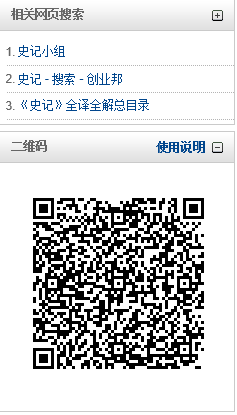 相关网页搜索
1. 史记小组
2. 史记 - 搜索 - 创业邦
3. 《史记》全译全解总目录
二维码 使用说明